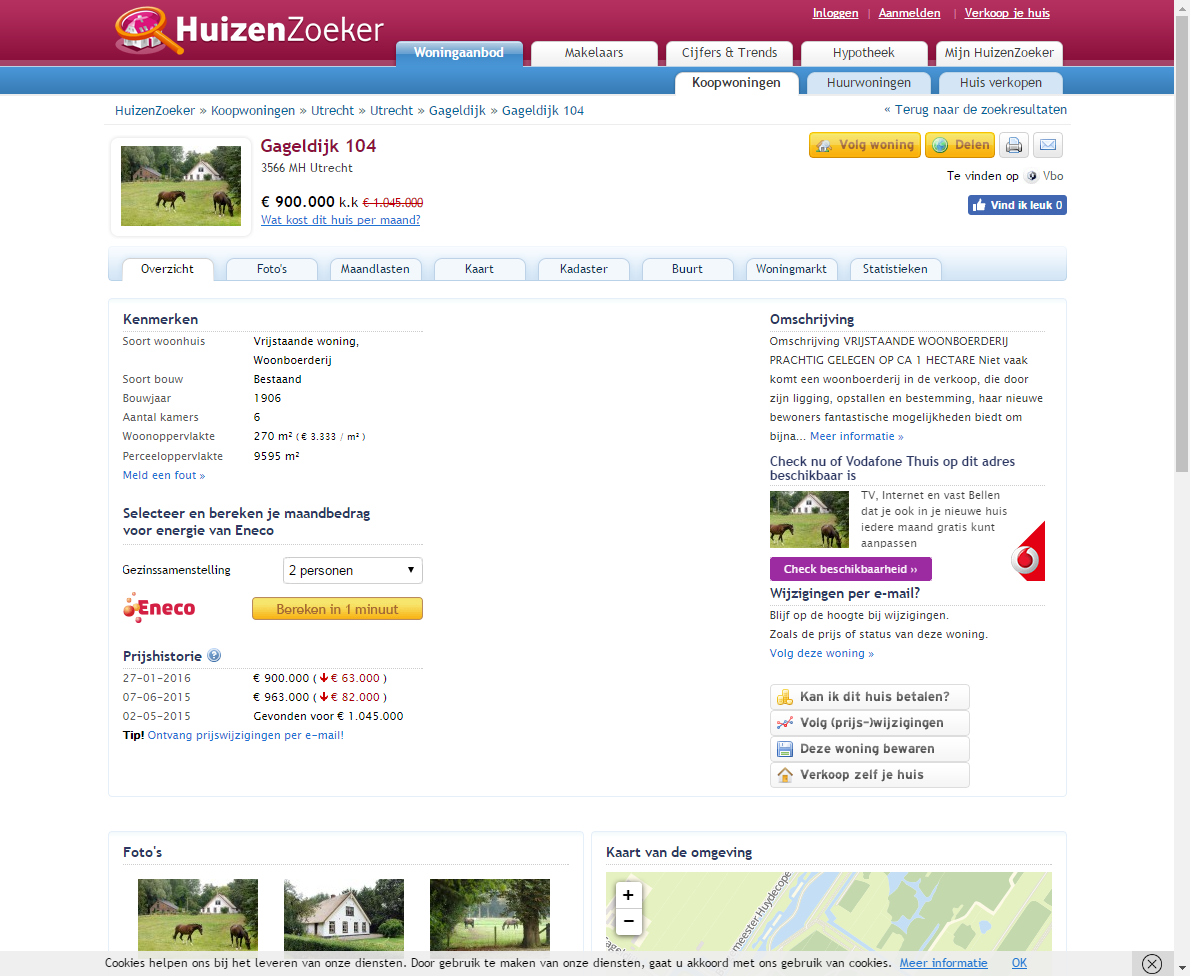 Inloggen | Aanmelden | Verkoop je huis
HuizenZoeker
Woningaanbod Makelaars Cijfers & Trends Hypotheek Mijn HuizenZoeker
Koopwoningen Huurwoningen Huis verkopen
HuizenZoeker » Koopwoningen » Utrecht » Utrecht » Gageldijk » Gageldijk 104
« Terug naar de zoekresultaten
Gageldijk 104
3566 MH Utrecht
€ 900.000 k.k € 1.045.000
Wat kost dit huis per maand?
Volg woning Delen
Te vinden op Vbo
Vind ik leuk 0
Overzicht Foto's Maandlasten Kaart Kadaster Buurt Woningmarkt Statistieken
Kenmerken
Soort woonhuis Vrijstaande woning,
Woonboerderij
Soort bouw Bestaand
Bouwjaar 1906
Aantal kamers 6
Woonoppervlakte 270 m² ( € 3.333 / m² )
Perceeloppervlakte 9595 m²
Meld een fout »
Selecteer en bereken je maandbedrag
voor energie van Eneco
Gezinssamenstelling 2 personen
Eneco Bereken in 1 minuut
Prijshistorie ?
27-01-2016 € 900.000 ( € 63.000 )
07-06-2015 € 963.000 ( € 82.000 )
02-05-2015 Gevonden voor € 1.045.000
Tip! Ontvang prijswijzigingen per e-mail!
Omschrijving
Omschrijving VRIJSTAANDE WOONBOERDERIJ
PRACHTIG GELEGEN OP CA 1 HECTARE Niet vaak
komt een woonboerderij in de verkoop, die door
zijn ligging, opstallen en bestemming, haar nieuwe
bewoners fantastische mogelijkheden biedt om
bijna... Meer informatie »
Check nu of Vodafone Thuis op dit adres
beschikbaar is
TV, Internet en vast Bellen
dat je ook in je nieuwe huis
iedere maand gratis kunt
aanpassen
Check beschikbaarheid ››
Wijzigingen per e-mail?
Blijf op de hoogte bij wijzigingen.
Zoals de prijs of status van deze woning.
Volg deze woning »
Kan ik dit huis betalen?
Volg (prijs-)wijzigingen
Deze woning bewaren
Verkoop zelf je huis
Foto's
Kaart van de omgeving
+
−
meester Huydecope
Cookies helpen ons bij het leveren van onze diensten. Door gebruik te maken van onze diensten, gaat u akkoord met ons gebruik van cookies. Meer informatie OK